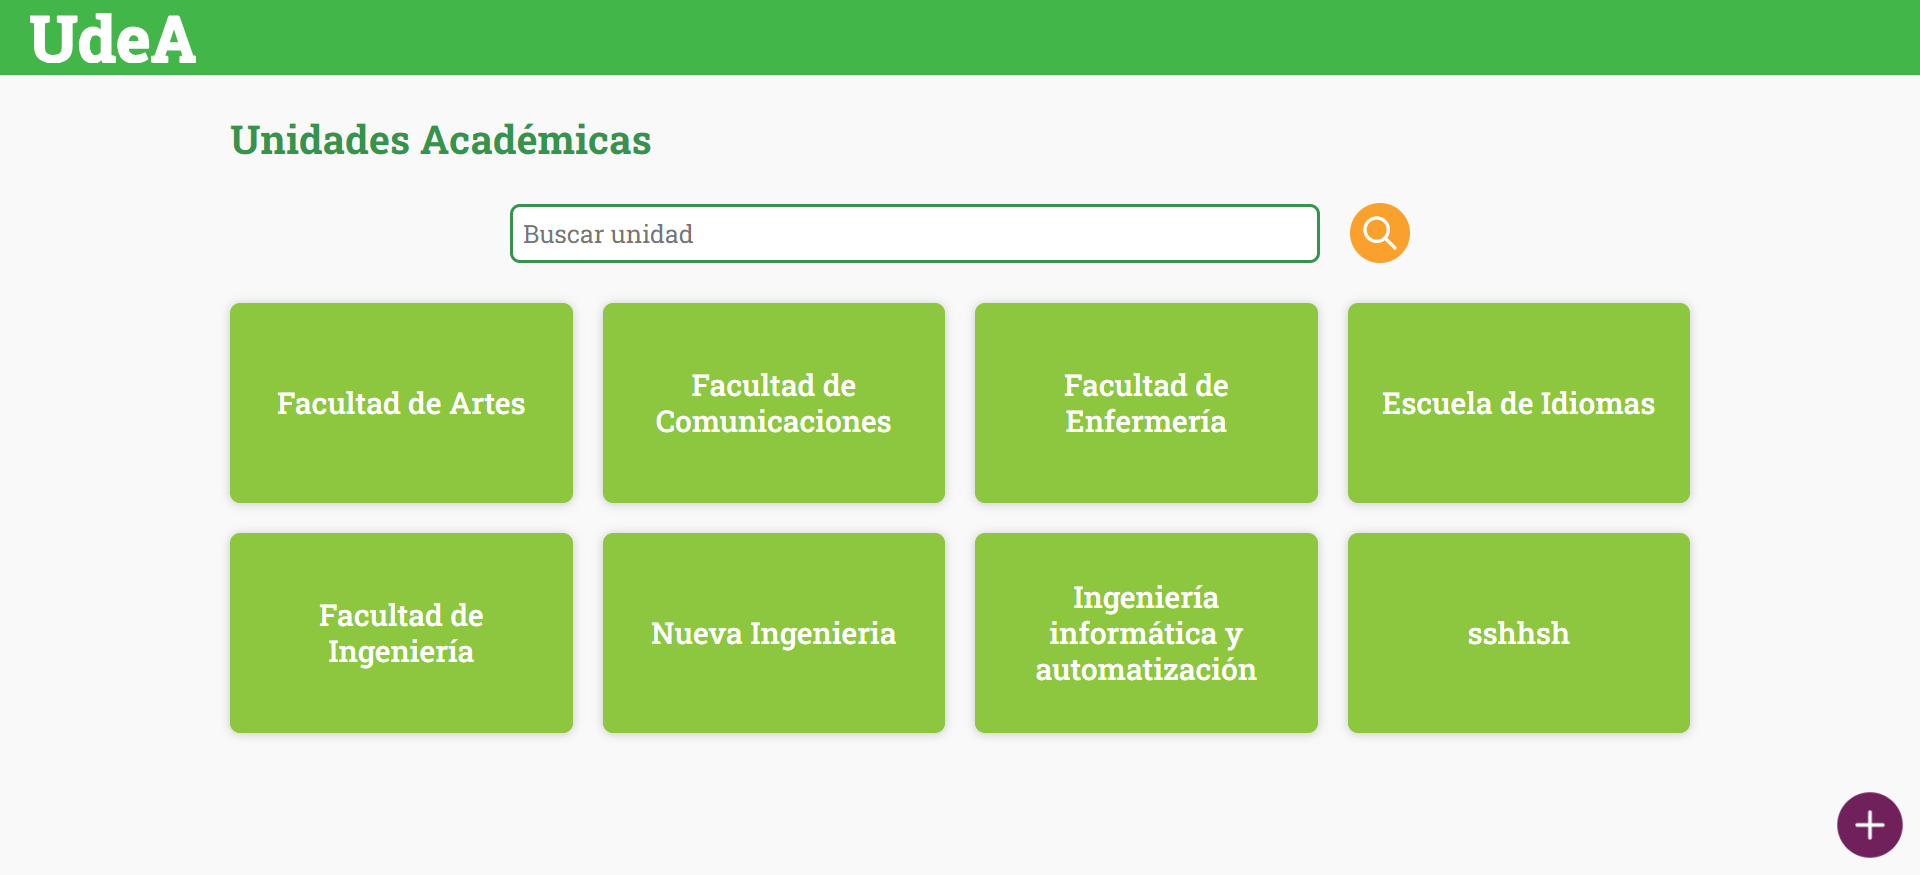 UdeA
Unidades Académicas
Buscar unidad
Facultad de Artes
Facultad de
Comunicaciones
Facultad de
Enfermería
Escuela de Idiomas
Facultad de
Ingeniería
Nueva Ingenieria
Ingeniería
informática y
automatización
sshhsh